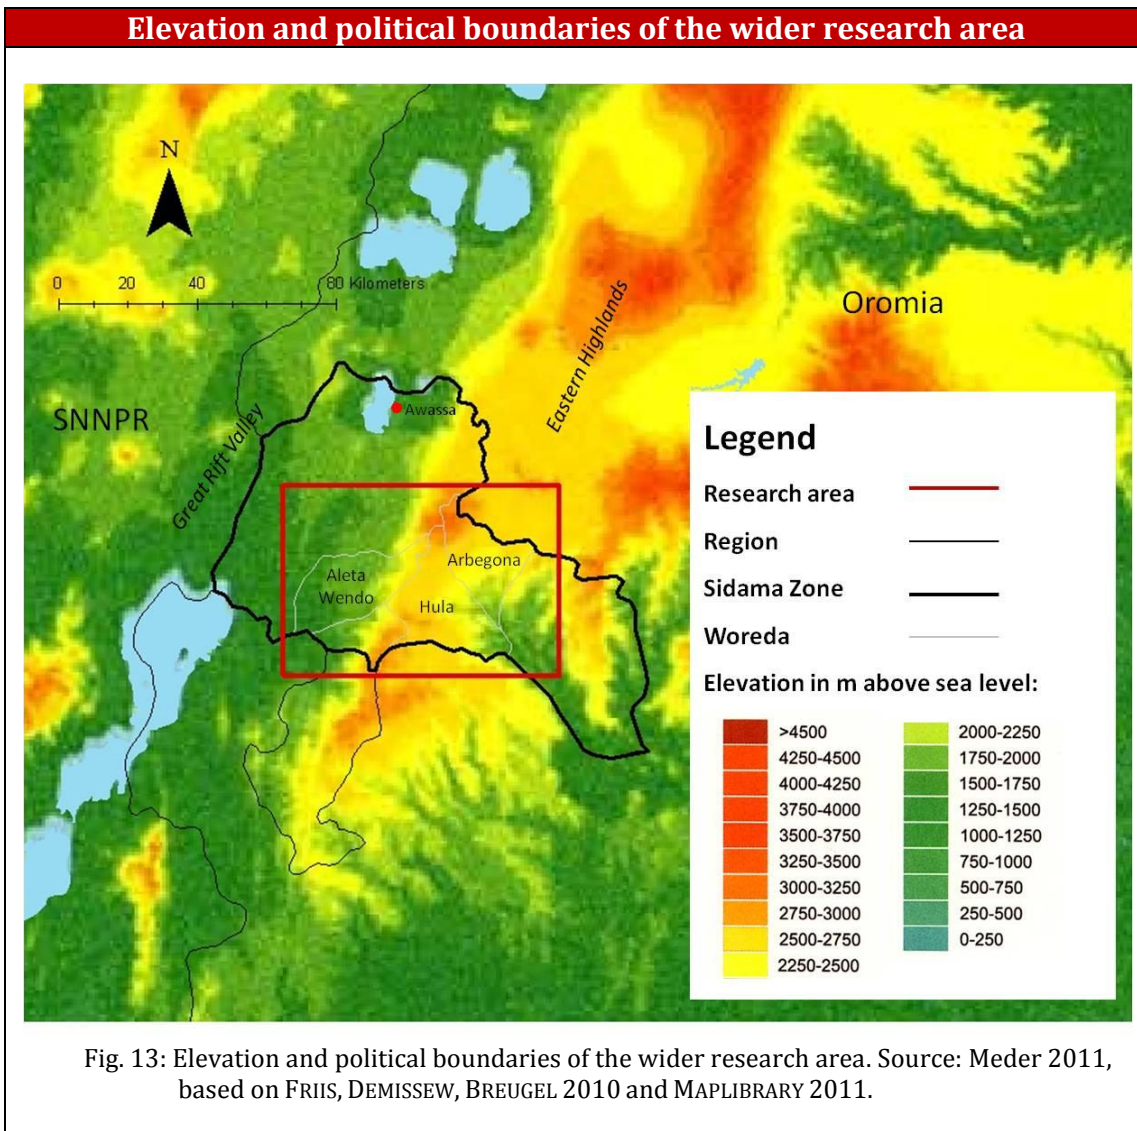 Elevation and political boundaries of the wider research area
N
0 20 40 80 Kilometers
Oromia
Eastern Highlands
SNNPR
Great Rift Valley
Awassa
Arbegona
Aleta
Wendo
Hula
Legend
Research area
Region
Sidama Zone
Woreda
Elevation in m above sea level:
>4500
4250-4500
4000-4250
3750-4000
3500-3750
3250-3500
3000-3250
2750-3000
2500-2750
2250-2500
2000-2250
1750-2000
1500-1750
1250-1500
1000-1250
750-1000
500-750
250-500
0-250
Fig. 13: Elevation and political boundaries of the wider research area. Source: Meder 2011,
based on FRIIS, DEMISSEW, BREUGEL 2010 and MAPLIBRARY 2011.